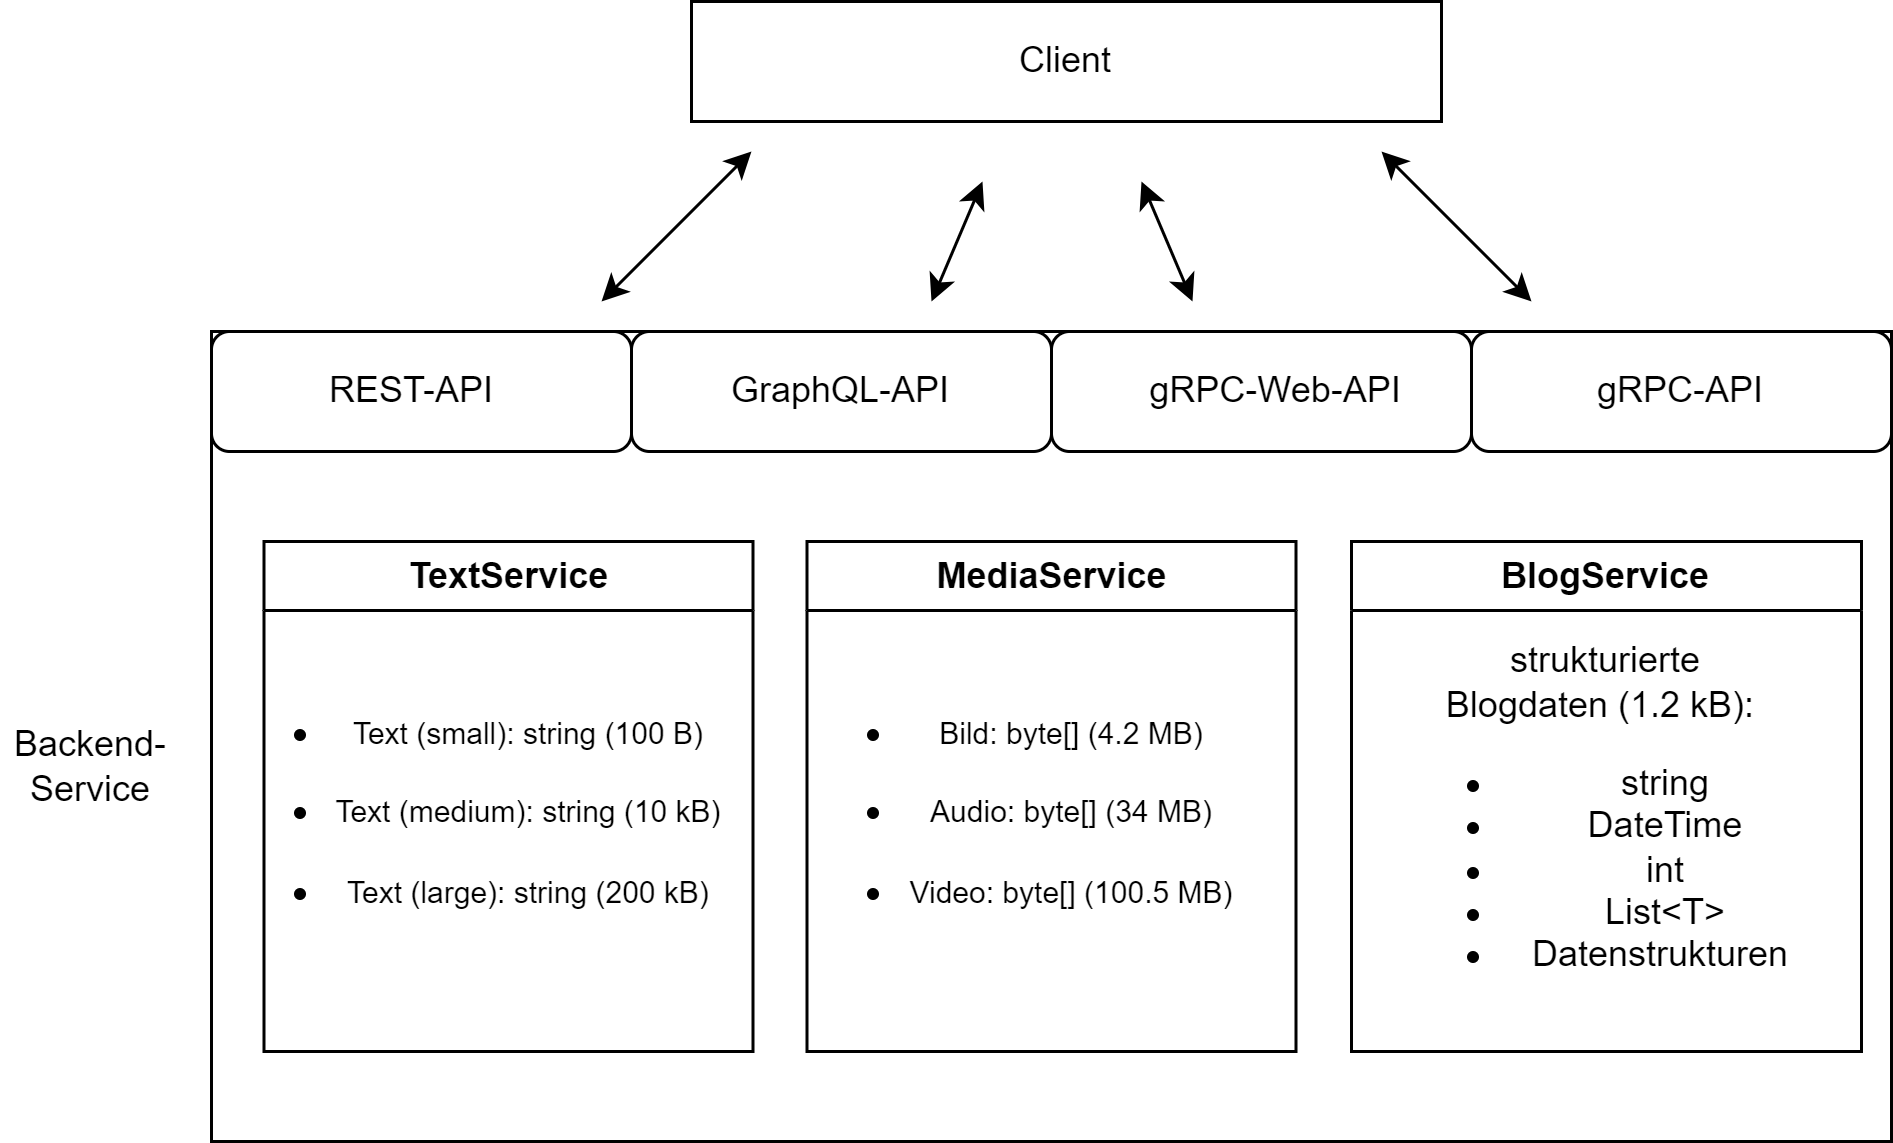 Client
REST-API
GraphQL-API
gRPC-Web-API
gRPC-API
Backend-
Service
TextService
• Text (small): string (100 B)
• Text (medium): string (10 kB)
• Text (large): string (200 kB)
MediaService
• Bild: byte[] (4.2 MB)
• Audio: byte[] (34 MB)
• Video: byte[] (100.5 MB)
BlogService
strukturierte
Blogdaten (1.2 kB):
• string
• DateTime
• int
• List<T>
• Datenstrukturen